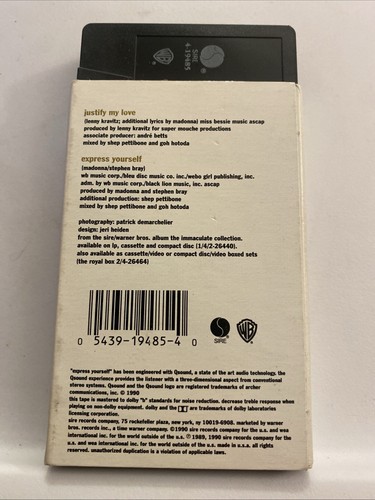 SIRE
4-19485
justify my love
(lenny kravitz; additional lyrics by madonna) miss bessie music ascap
produced by lenny kravitz for super mouche productions
associate producer: andré betts
mixed by shep pettibone and goh hotoda
express yourself
(madonna/stephen bray)
wb music corp./bleu disc music co. inc./webo girl publishing, inc.
adm. by wb music corp./black lion music, inc. ascap
produced by madonna and stephen bray
additional production: shep pettibone
mixed by shep pettibone and goh hotoda
photography: patrick demarchelier
design: jeri heiden
from the sire/warner bros. album the immaculate collection.
available on lp, cassette and compact disc (1/4/2-26440).
also available as cassette/video or compact disc/video boxed sets
(the royal box 2/4-26464)
0 5439-19485-4 0
SIRE
"express yourself" has been engineered with Qsound, a state of the art audio technology. the
Qsound experience provides the listener with a three-dimensional aspect from conventional
stereo systems. Qsound and the Qsound logo are registered trademarks of archer
communications, inc. © 1990
this tape is mastered to dolby "b" standards for noise reduction. decrease treble response when
playing on non-dolby equipment. dolby and the are trademarks of dolby laboratories
licensing corporation.
sire records company, 75 rockefeller plaza, new york, ny 10019-6908. marketed by warner
bros. records inc., a time warner company. ©1990 sire records company for the u.s. and wea
international inc. for the world outside of the u.s. ℗ 1989, 1990 sire records company for the
u.s. and wea international inc. for the world outside of the u.s. made in u.s.a. all rights
reserved. unauthorized duplication is a violation of applicable laws.